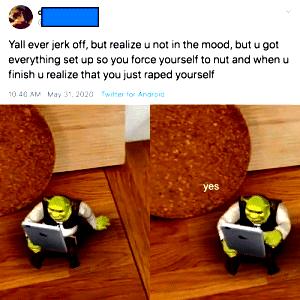 Yall ever jerk off, but realize u not in the mood, but u got
everything set up so you force yourself to nut and when u
finish u realize that you just raped yourself
10:40 AM May 31, 2020 Twitter for Android
yes